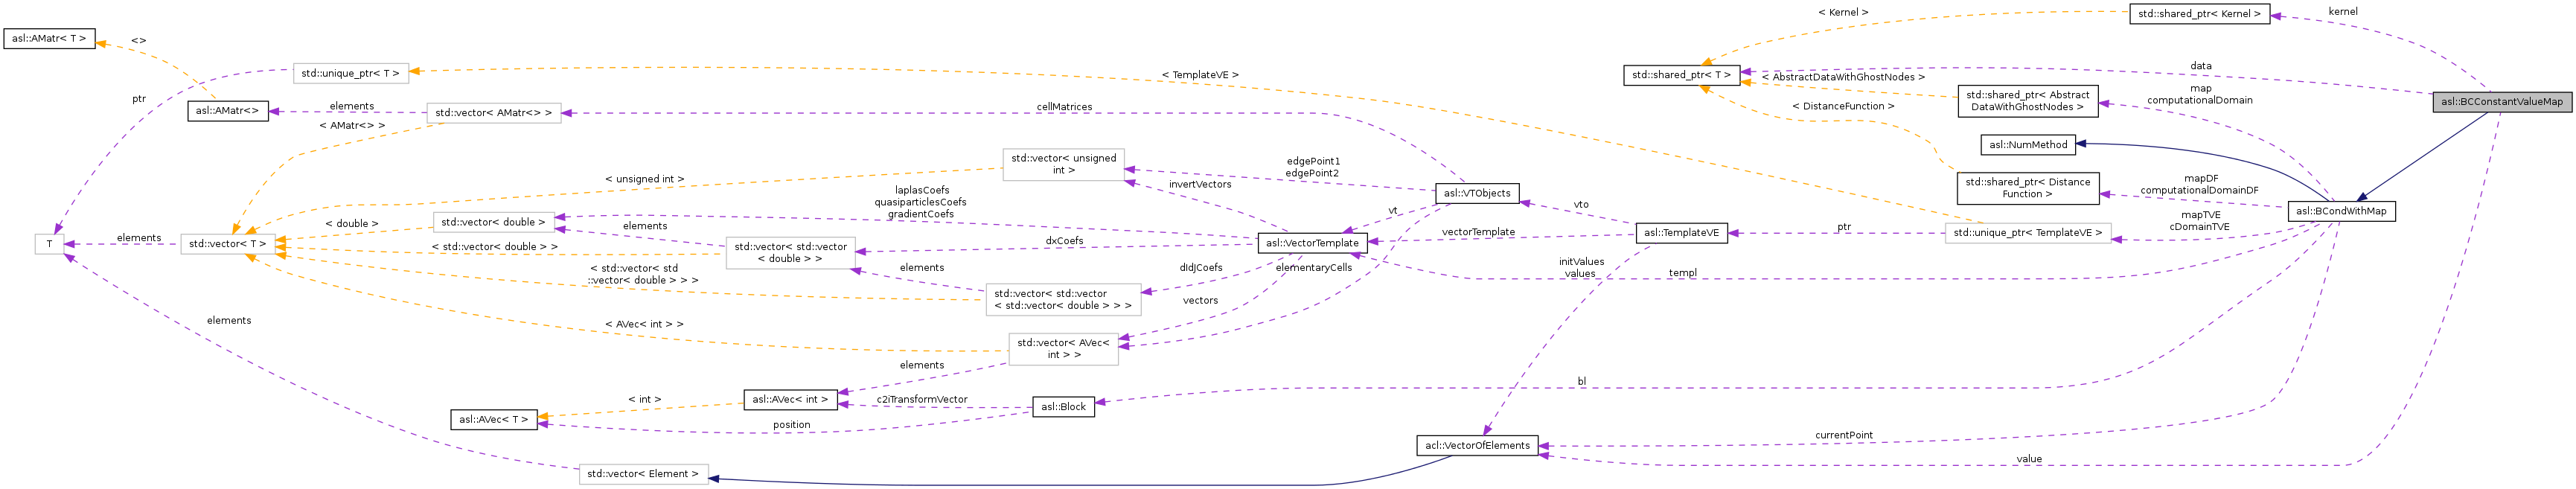 asl::AMatr< T >
<>
std::unique_ptr< T >
ptr
asl::AMatr<>
elements
std::vector< AMatr<> >
< AMatr<> >
cellMatrices
< TemplateVE >
std::vector< unsigned
int >
edgePoint1
edgePoint2
< unsigned int >
invertVectors
laplasCoefs
quasiparticlesCoefs
gradientCoefs
asl::VTObjects
< double >
std::vector< double >
vt
vto
T
elements
std::vector< T >
< std::vector< double > >
elements
std::vector< std::vector
< double > >
dxCoefs
asl::VectorTemplate
vectorTemplate
asl::TemplateVE
ptr
std::unique_ptr< TemplateVE >
< std::vector< std
::vector< double > > >
elements
std::vector< std::vector
< std::vector< double > > >
dIdJCoefs
elementaryCells
initValues
values
templ
vectors
elements
< AVec< int > >
std::vector< AVec<
int > >
elements
asl::AVec< T >
< int >
asl::AVec< int >
c2iTransformVector
position
asl::Block
bl
acl::VectorOfElements
currentPoint
value
std::vector< Element >
< Kernel >
std::shared_ptr< Kernel >
kernel
std::shared_ptr< T >
data
< AbstractDataWithGhostNodes >
std::shared_ptr< Abstract
DataWithGhostNodes >
map
computationalDomain
asl::BCConstantValueMap
< DistanceFunction >
asl::NumMethod
std::shared_ptr< Distance
Function >
mapDF
computationalDomainDF
mapTVE
cDomainTVE
asl::BCondWithMap